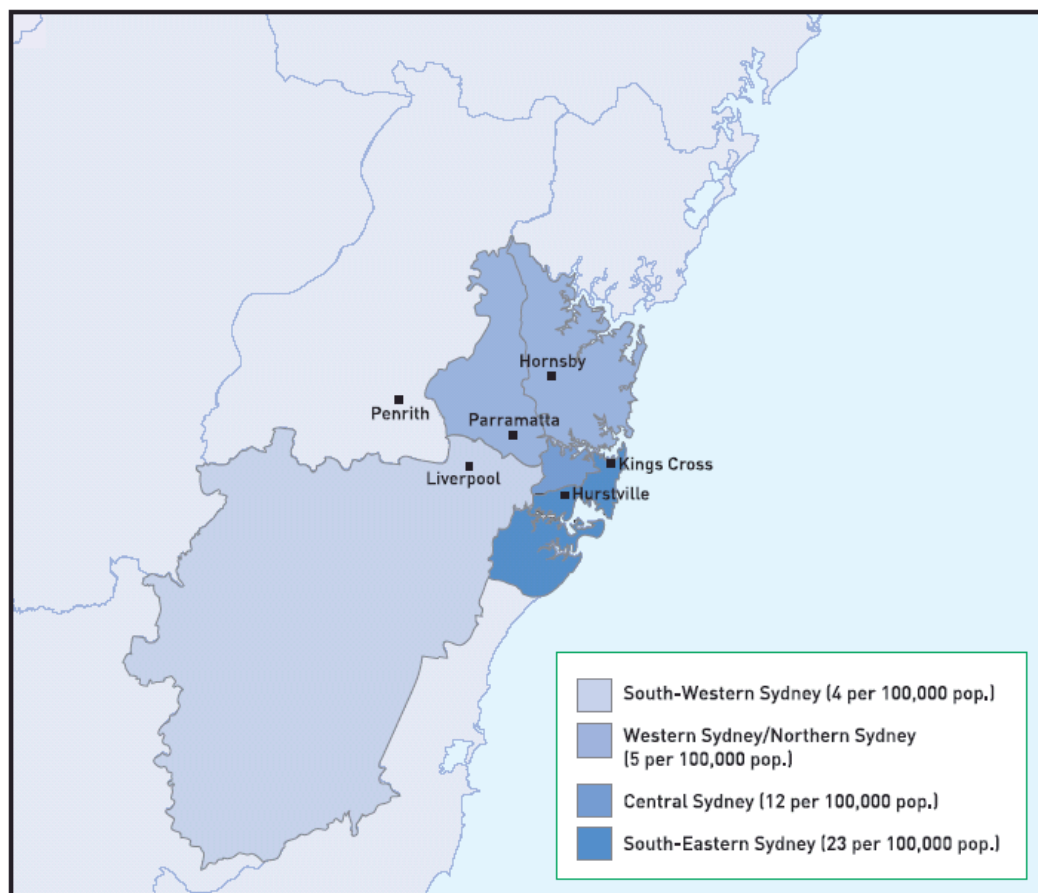 Hornsby
Penrith
Parramatta
Kings Cross
Liverpool
Hurstville
South-Western Sydney (4 per 100,000 pop.)
Western Sydney/Northern Sydney
(5 per 100,000 pop.)
Central Sydney (12 per 100,000 pop.)
South-Eastern Sydney (23 per 100,000 pop.)